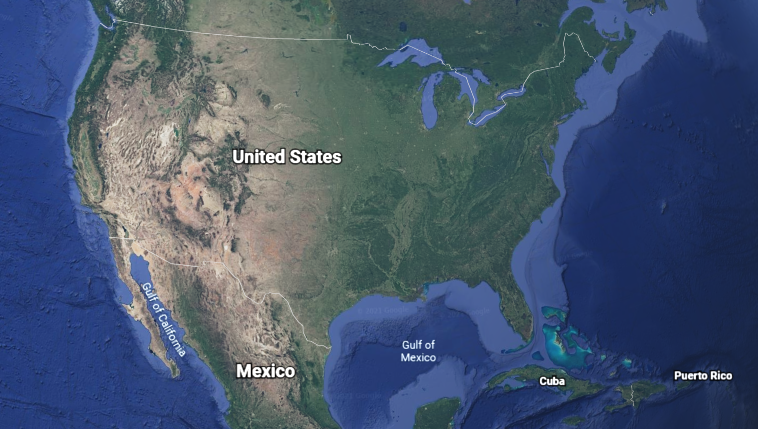 United States
Gulf of California
Gulf of
Mexico
Mexico
Cuba
Puerto Rico